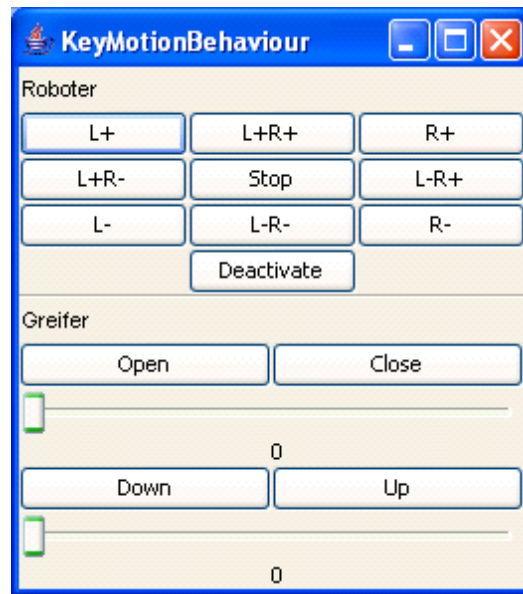 KeyMotionBehaviour
Roboter
L+ L+R+ R+
L+R- Stop L-R+
L- L-R- R-
Deactivate
Greifer
Open Close
0
Down Up
0